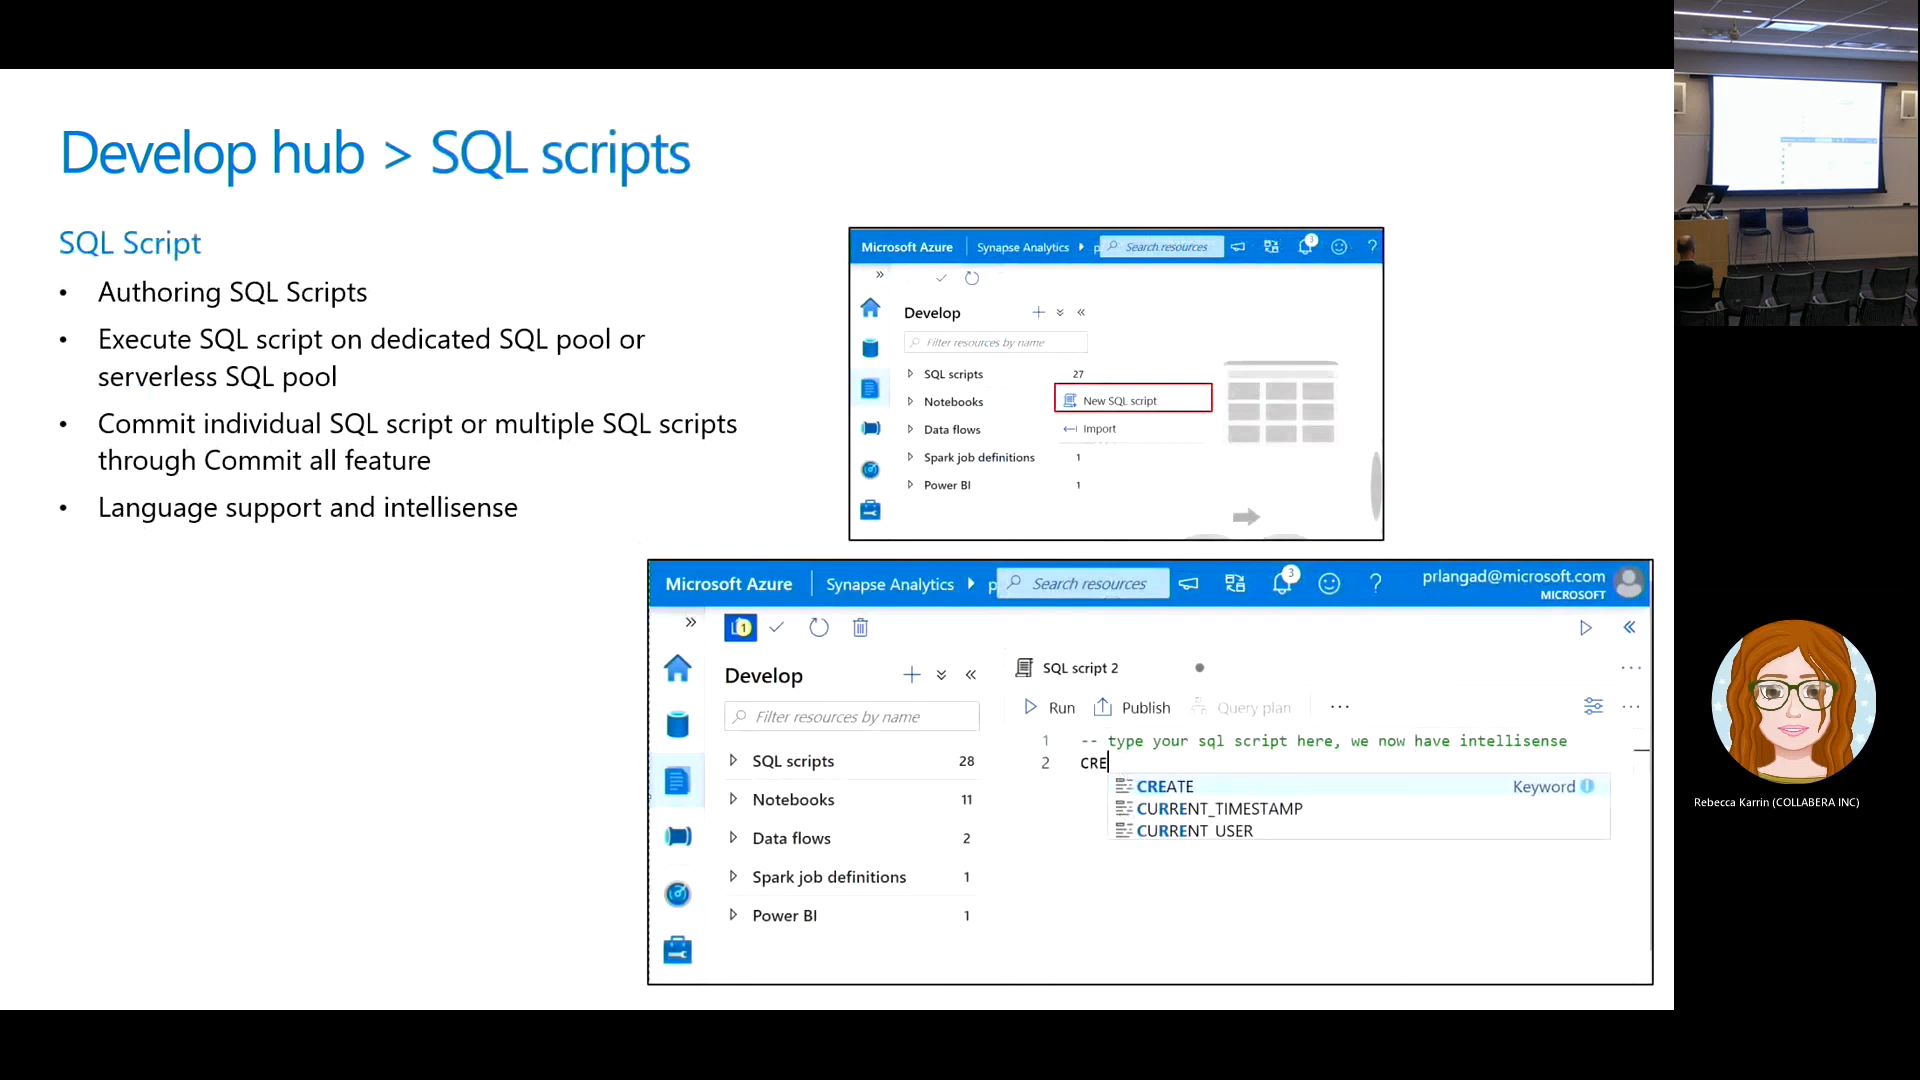 Develop hub > SQL scripts
SQL Script
• Authoring SQL Scripts
• Execute SQL script on dedicated SQL pool or
serverless SQL pool
• Commit individual SQL script or multiple SQL scripts
through Commit all feature
• Language support and intellisense
Microsoft Azure
Synapse Analytics
p
Search resources
3
?
Develop
Filter resources by name
SQL scripts 27
New SQL script
Notebooks
Import
Data flows
Spark job definitions 1
Power BI 1
Microsoft Azure
Synapse Analytics
p
Search resources
3
?
prlangad@microsoft.com
MICROSOFT
1
Develop
Filter resources by name
SQL scripts 28
Notebooks 11
Data flows 2
Spark job definitions 1
Power BI 1
SQL script 2
Run Publish Query plan ...
1 -- type your sql script here, we now have intellisense
2 CRE
CREATE Keyword
CURRENT_TIMESTAMP
CURRENT_USER
Rebecca Karrin (COLLABERA INC)